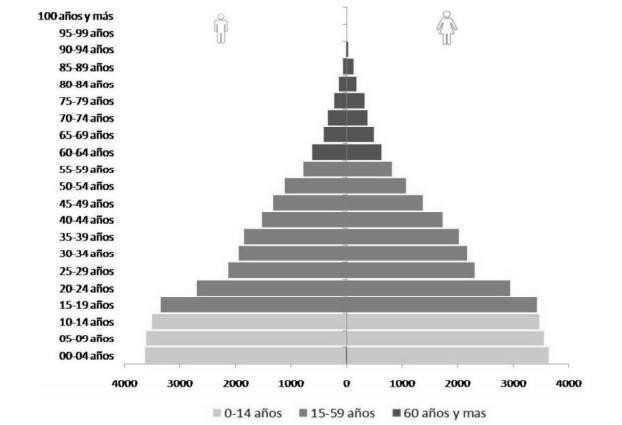 100 años y más
95-99 años
90-94 años
85-89 años
80-84 años
75-79 años
70-74 años
65-69 años
60-64 años
55-59 años
50-54 años
45-49 años
40-44 años
35-39 años
30-34 años
25-29 años
20-24 años
15-19 años
10-14 años
05-09 años
00-04 años
4000 3000 2000 1000 0 1000 2000 3000 4000
0-14 años 15-59 años 60 años y mas